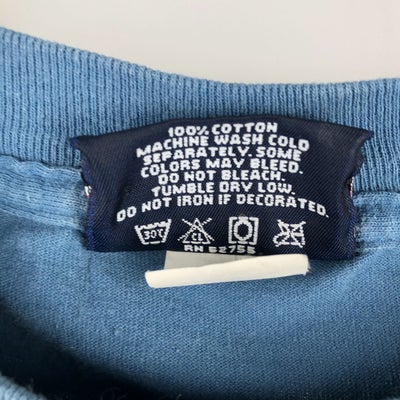 100% COTTON
MACHINE WASH COLD
SEPARATELY. SOME
COLORS MAY BLEED.
DO NOT BLEACH.
TUMBLE DRY LOW.
DO NOT IRON IF DECORATED.
30° CL
RN 62755